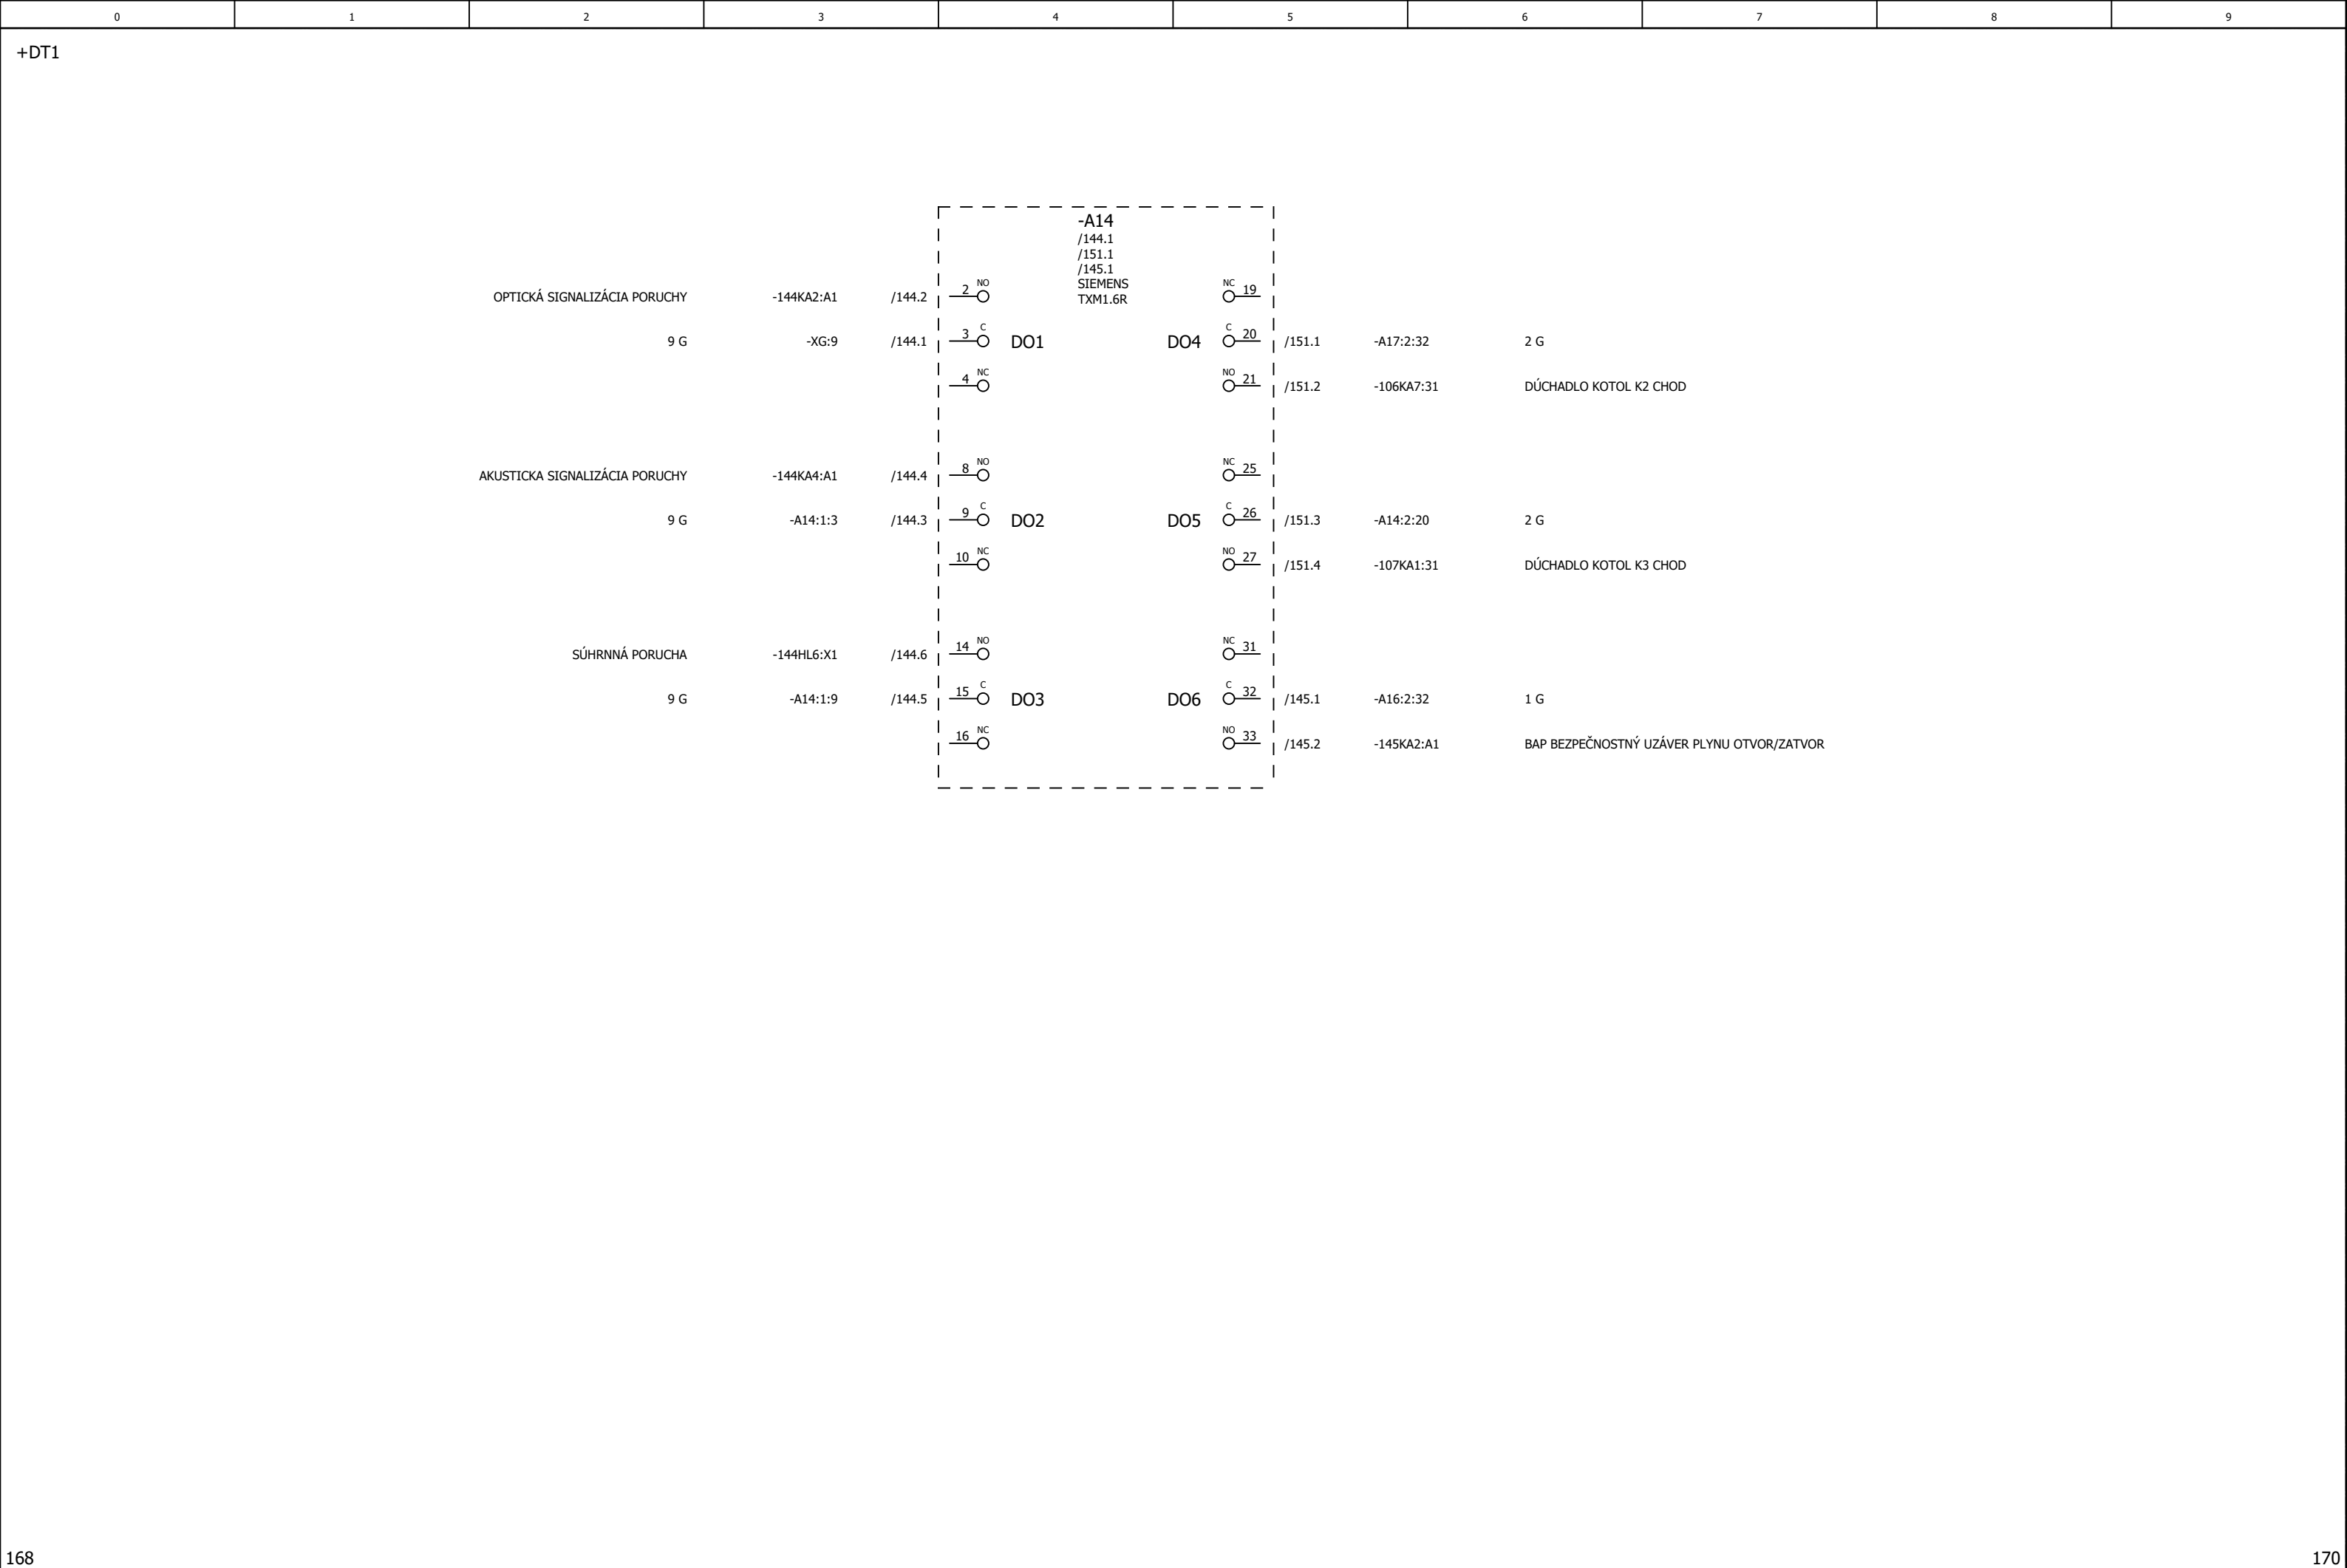 0 1 2 3 4 5 6 7 8 9
+DT1
-A14
/144.1
/151.1
/145.1
SIEMENS
TXM1.6R
OPTICKÁ SIGNALIZÁCIA PORUCHY -144KA2:A1 /144.2 2 NO
9 G -XG:9 /144.1 3 C DO1
4 NC
AKUSTICKA SIGNALIZÁCIA PORUCHY -144KA4:A1 /144.4 8 NO
9 G -A14:1:3 /144.3 9 C DO2
10 NC
SÚHRNNÁ PORUCHA -144HL6:X1 /144.6 14 NO
9 G -A14:1:9 /144.5 15 C DO3
16 NC
NC 19
DO4 C 20 /151.1 -A17:2:32 2 G
NO 21 /151.2 -106KA7:31 DÚCHADLO KOTOL K2 CHOD
NC 25
DO5 C 26 /151.3 -A14:2:20 2 G
NO 27 /151.4 -107KA1:31 DÚCHADLO KOTOL K3 CHOD
NC 31
DO6 C 32 /145.1 -A16:2:32 1 G
NO 33 /145.2 -145KA2:A1 BAP BEZPEČNOSTNÝ UZÁVER PLYNU OTVOR/ZATVOR
168 170